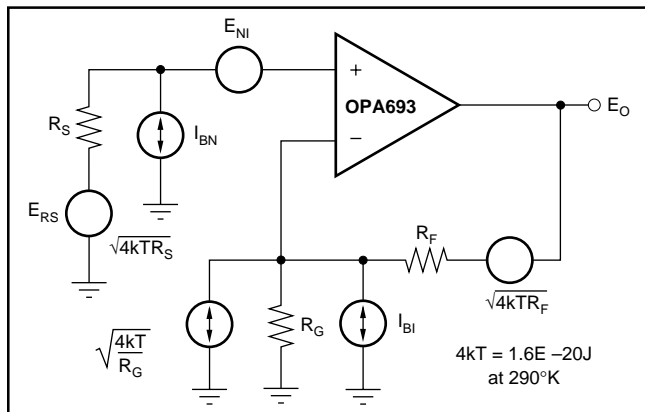 E_NI
+
OPA693
−
E_O
R_S
I_BN
E_RS
√4kTR_S
R_F
√4kTR_F
√4kT/R_G
R_G
I_BI
4kT = 1.6E –20J
at 290°K